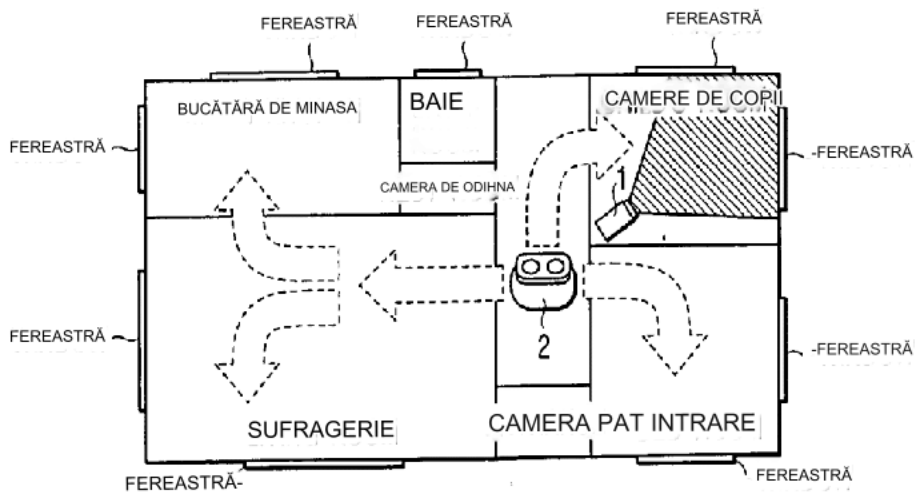 FEREASTRĂ
FEREASTRĂ
FEREASTRĂ
BUCĂTĂRĂ DE MINASA
BAIE
CAMERE DE COPII
FEREASTRĂ
-FEREASTRĂ
CAMERA DE ODIHNA
1
2
FEREASTRĂ
-FEREASTRĂ
SUFRAGERIE
CAMERA PAT INTRARE
FEREASTRĂ-
FEREASTRĂ